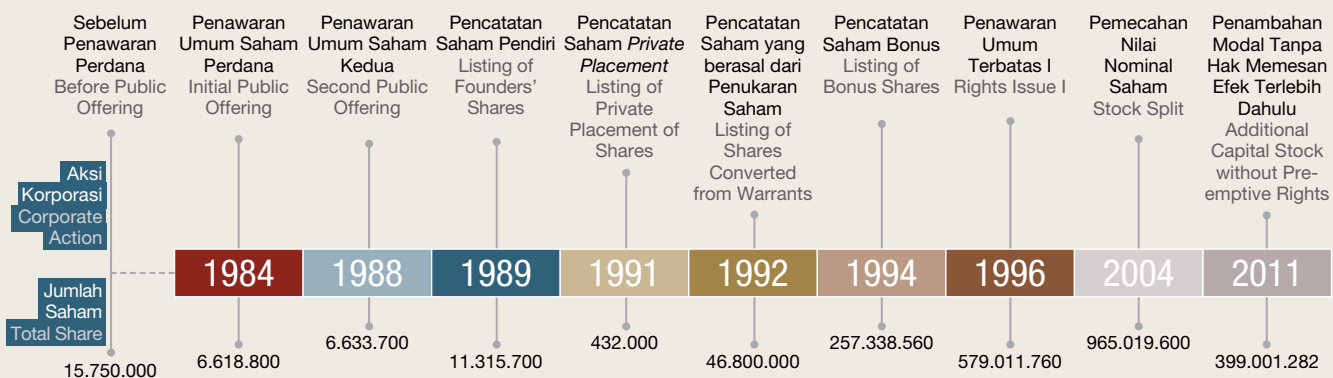 Sebelum
Penawaran
Perdana
Before Public
Offering
Penawaran
Umum Saham
Perdana
Initial Public
Offering
Penawaran
Umum Saham
Kedua
Second Public
Offering
Pencatatan
Saham Pendiri
Listing of
Founders'
Shares
Pencatatan
Saham Private
Placement
Listing of
Private
Placement of
Shares
Pencatatan
Saham yang
berasal dari
Penukaran
Saham
Listing of
Shares
Converted
from Warrants
Pencatatan
Saham Bonus
Listing of
Bonus Shares
Penawaran
Umum
Terbatas I
Rights Issue I
Pemecahan
Nilai
Nominal
Saham
Stock Split
Penambahan
Modal Tanpa
Hak Memesan
Efek Terlebih
Dahulu
Additional
Capital Stock
without Pre-
emptive Rights
Aksi
Korporasi
Corporate
Action
1984
1988
1989
1991
1992
1994
1996
2004
2011
Jumlah
Saham
Total Share
15.750.000
6.618.800
6.633.700
11.315.700
432.000
46.800.000
257.338.560
579.011.760
965.019.600
399.001.282